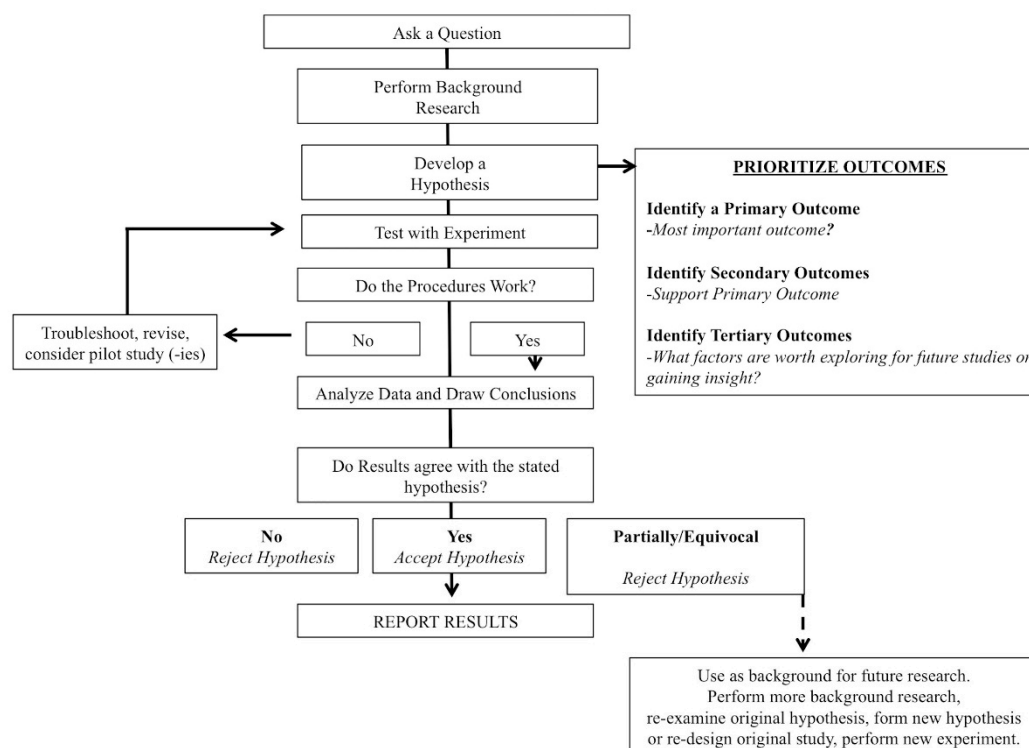 Ask a Question
Perform Background
Research
Develop a
Hypothesis
PRIORITIZE OUTCOMES
Identify a Primary Outcome
-Most important outcome?
Identify Secondary Outcomes
-Support Primary Outcome
Identify Tertiary Outcomes
-What factors are worth exploring for future studies or
gaining insight?
Test with Experiment
Do the Procedures Work?
Troubleshoot, revise,
consider pilot study (-ies)
No
Yes
Analyze Data and Draw Conclusions
Do Results agree with the stated
hypothesis?
No
Reject Hypothesis
Yes
Accept Hypothesis
Partially/Equivocal
Reject Hypothesis
REPORT RESULTS
Use as background for future research.
Perform more background research,
re-examine original hypothesis, form new hypothesis
or re-design original study, perform new experiment.